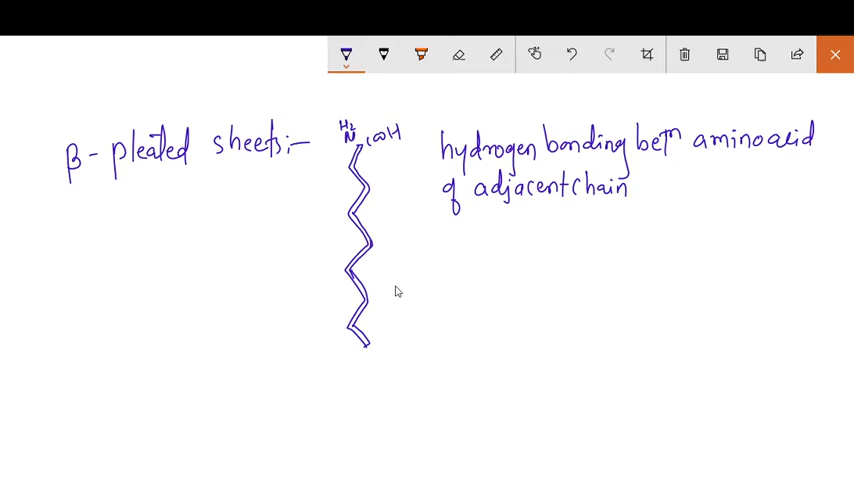 β - pleated sheets:-
H2
N COOH
hydrogen bonding betn aminoacid
of adjacent chain